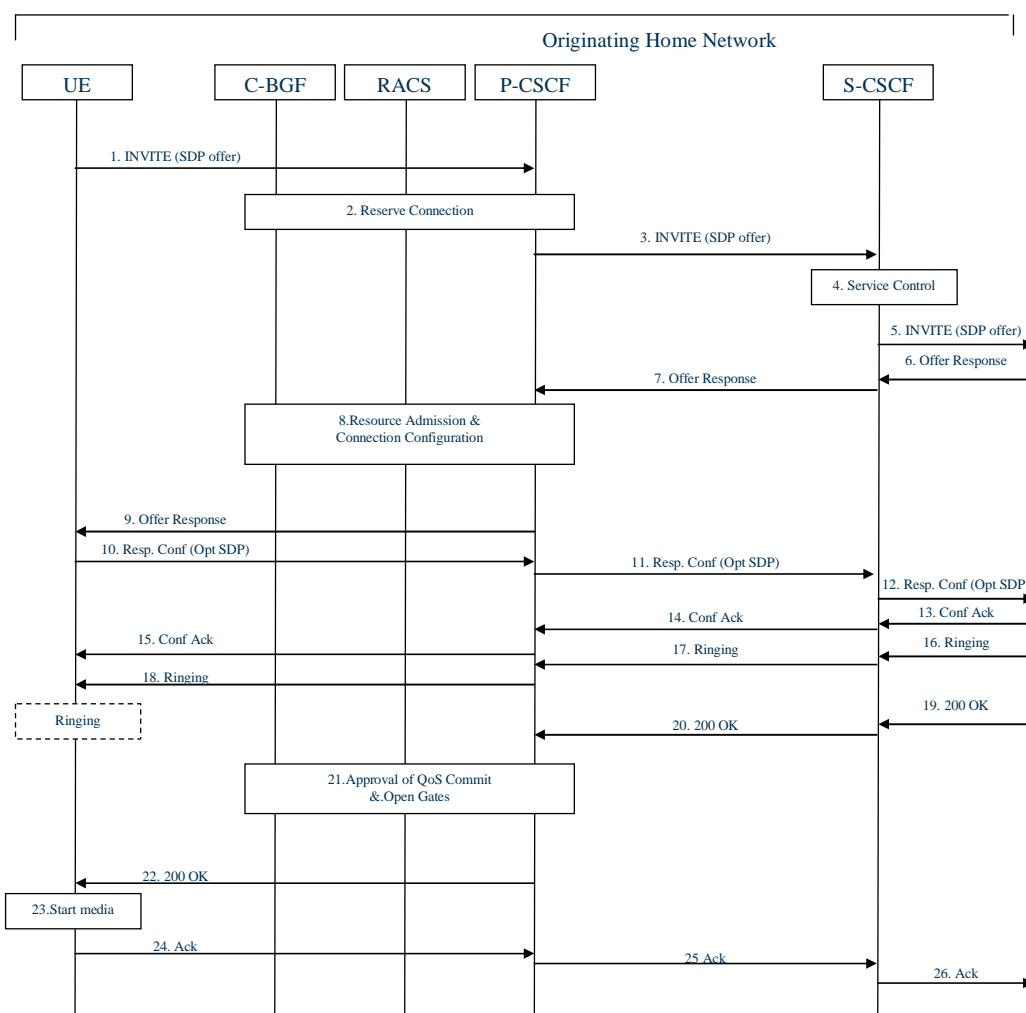 Originating Home Network
UE
C-BGF
RACS
P-CSCF
S-CSCF
1. INVITE (SDP offer)
2. Reserve Connection
3. INVITE (SDP offer)
4. Service Control
5. INVITE (SDP offer)
6. Offer Response
7. Offer Response
8.Resource Admission &
Connection Configuration
9. Offer Response
10. Resp. Conf (Opt SDP)
11. Resp. Conf (Opt SDP)
12. Resp. Conf (Opt SDP
13. Conf Ack
14. Conf Ack
15. Conf Ack
16. Ringing
17. Ringing
18. Ringing
Ringing
19. 200 OK
20. 200 OK
21.Approval of QoS Commit
&.Open Gates
22. 200 OK
23.Start media
24. Ack
25 Ack
26. Ack